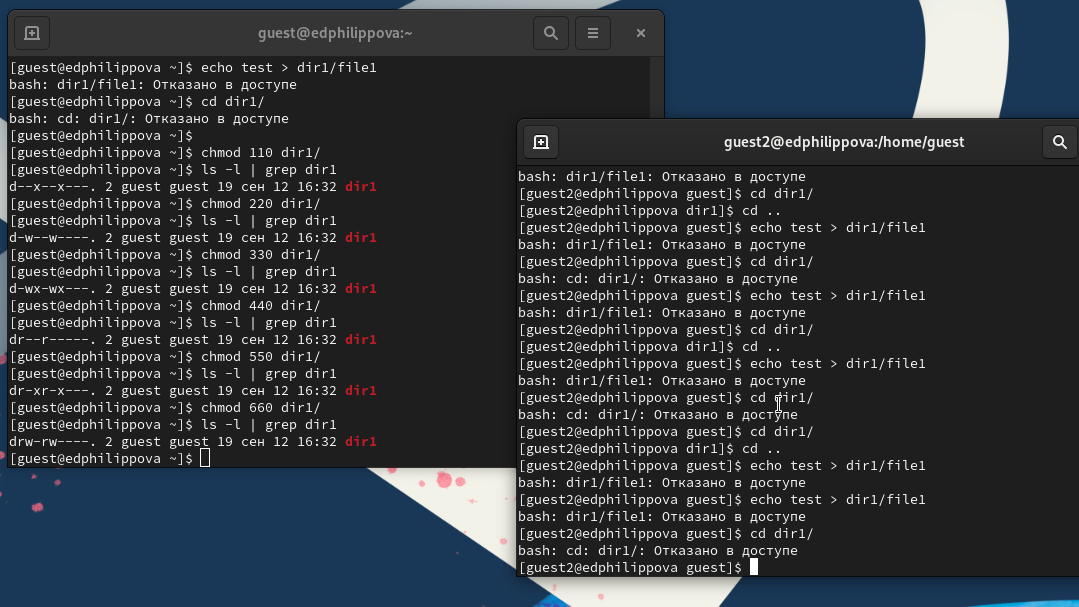 guest@edphilippova:~
[guest@edphilippova ~]$ echo test > dir1/file1
bash: dir1/file1: Отказано в доступе
[guest@edphilippova ~]$ cd dir1/
bash: cd: dir1/: Отказано в доступе
[guest@edphilippova ~]$
[guest@edphilippova ~]$ chmod 110 dir1/
[guest@edphilippova ~]$ ls -l | grep dir1
d--x--x---. 2 guest guest 19 сен 12 16:32 dir1
[guest@edphilippova ~]$ chmod 220 dir1/
[guest@edphilippova ~]$ ls -l | grep dir1
d-w--w----. 2 guest guest 19 сен 12 16:32 dir1
[guest@edphilippova ~]$ chmod 330 dir1/
[guest@edphilippova ~]$ ls -l | grep dir1
d-wx-wx---. 2 guest guest 19 сен 12 16:32 dir1
[guest@edphilippova ~]$ chmod 440 dir1/
[guest@edphilippova ~]$ ls -l | grep dir1
dr--r-----. 2 guest guest 19 сен 12 16:32 dir1
[guest@edphilippova ~]$ chmod 550 dir1/
[guest@edphilippova ~]$ ls -l | grep dir1
dr-xr-x---. 2 guest guest 19 сен 12 16:32 dir1
[guest@edphilippova ~]$ chmod 660 dir1/
[guest@edphilippova ~]$ ls -l | grep dir1
drw-rw----. 2 guest guest 19 сен 12 16:32 dir1
[guest@edphilippova ~]$
guest2@edphilippova:/home/guest
bash: dir1/file1: Отказано в доступе
[guest2@edphilippova guest]$ cd dir1/
[guest2@edphilippova dir1]$ cd ..
[guest2@edphilippova guest]$ echo test > dir1/file1
bash: dir1/file1: Отказано в доступе
[guest2@edphilippova guest]$ cd dir1/
bash: cd: dir1/: Отказано в доступе
[guest2@edphilippova guest]$ echo test > dir1/file1
bash: dir1/file1: Отказано в доступе
[guest2@edphilippova guest]$ cd dir1/
[guest2@edphilippova dir1]$ cd ..
[guest2@edphilippova guest]$ echo test > dir1/file1
bash: dir1/file1: Отказано в доступе
[guest2@edphilippova guest]$ cd dir1/
bash: cd: dir1/: Отказано в доступе
[guest2@edphilippova guest]$ cd dir1/
[guest2@edphilippova dir1]$ cd ..
[guest2@edphilippova guest]$ echo test > dir1/file1
bash: dir1/file1: Отказано в доступе
[guest2@edphilippova guest]$ echo test > dir1/file1
bash: dir1/file1: Отказано в доступе
[guest2@edphilippova guest]$ cd dir1/
bash: cd: dir1/: Отказано в доступе
[guest2@edphilippova guest]$